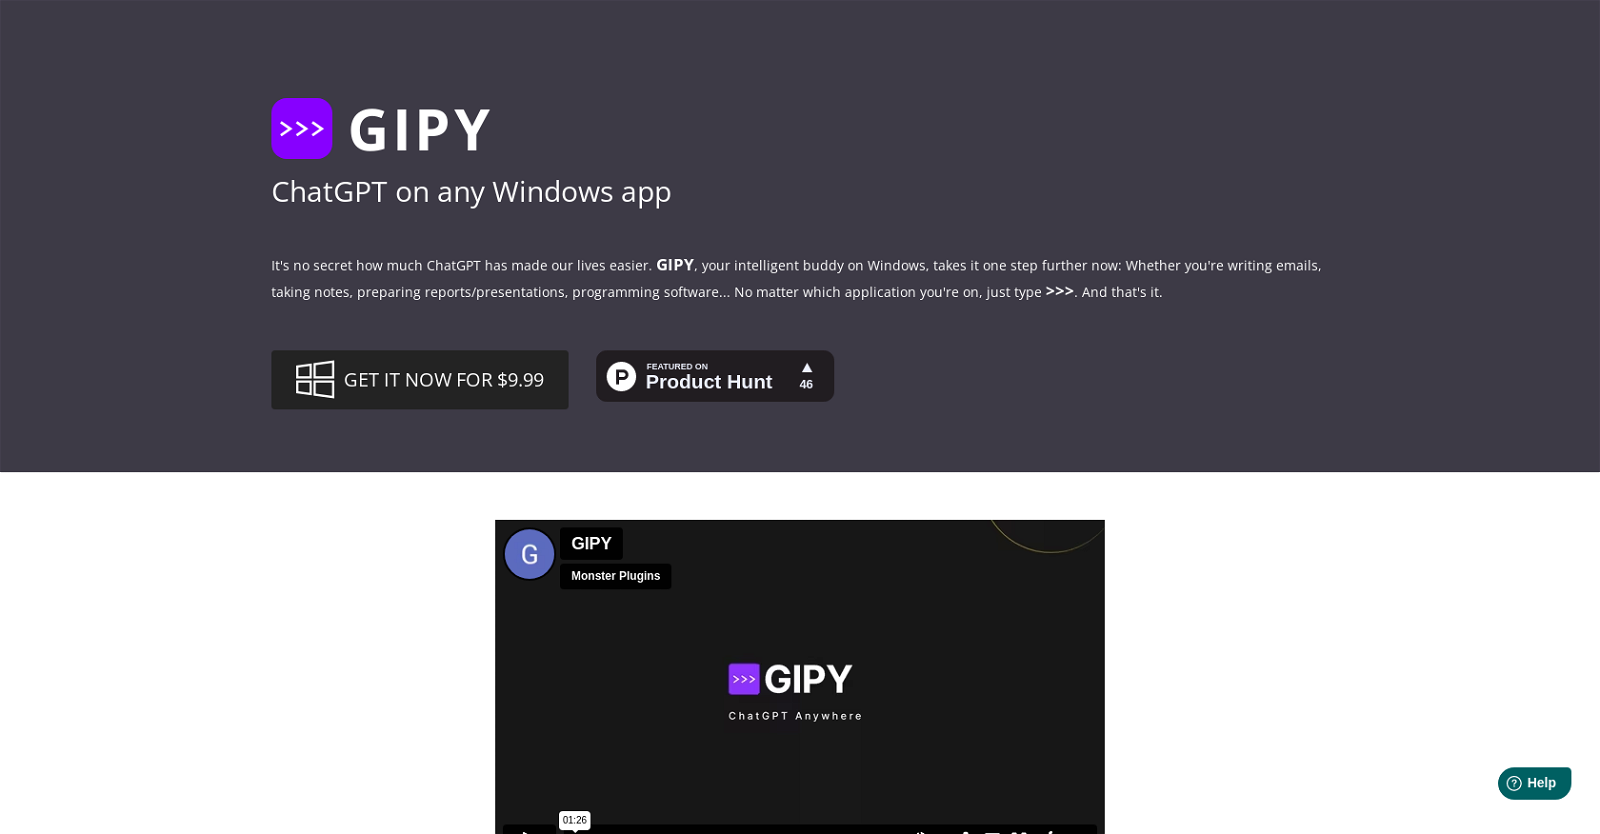 >>> GIPY
ChatGPT on any Windows app
It's no secret how much ChatGPT has made our lives easier. GIPY, your intelligent buddy on Windows, takes it one step further now: Whether you're writing emails,
taking notes, preparing reports/presentations, programming software... No matter which application you're on, just type >>>. And that's it.
GET IT NOW FOR $9.99
P FEATURED ON
Product Hunt
▲
46
G GIPY
Monster Plugins
>>> GIPY
ChatGPT Anywhere
01:26
? Help